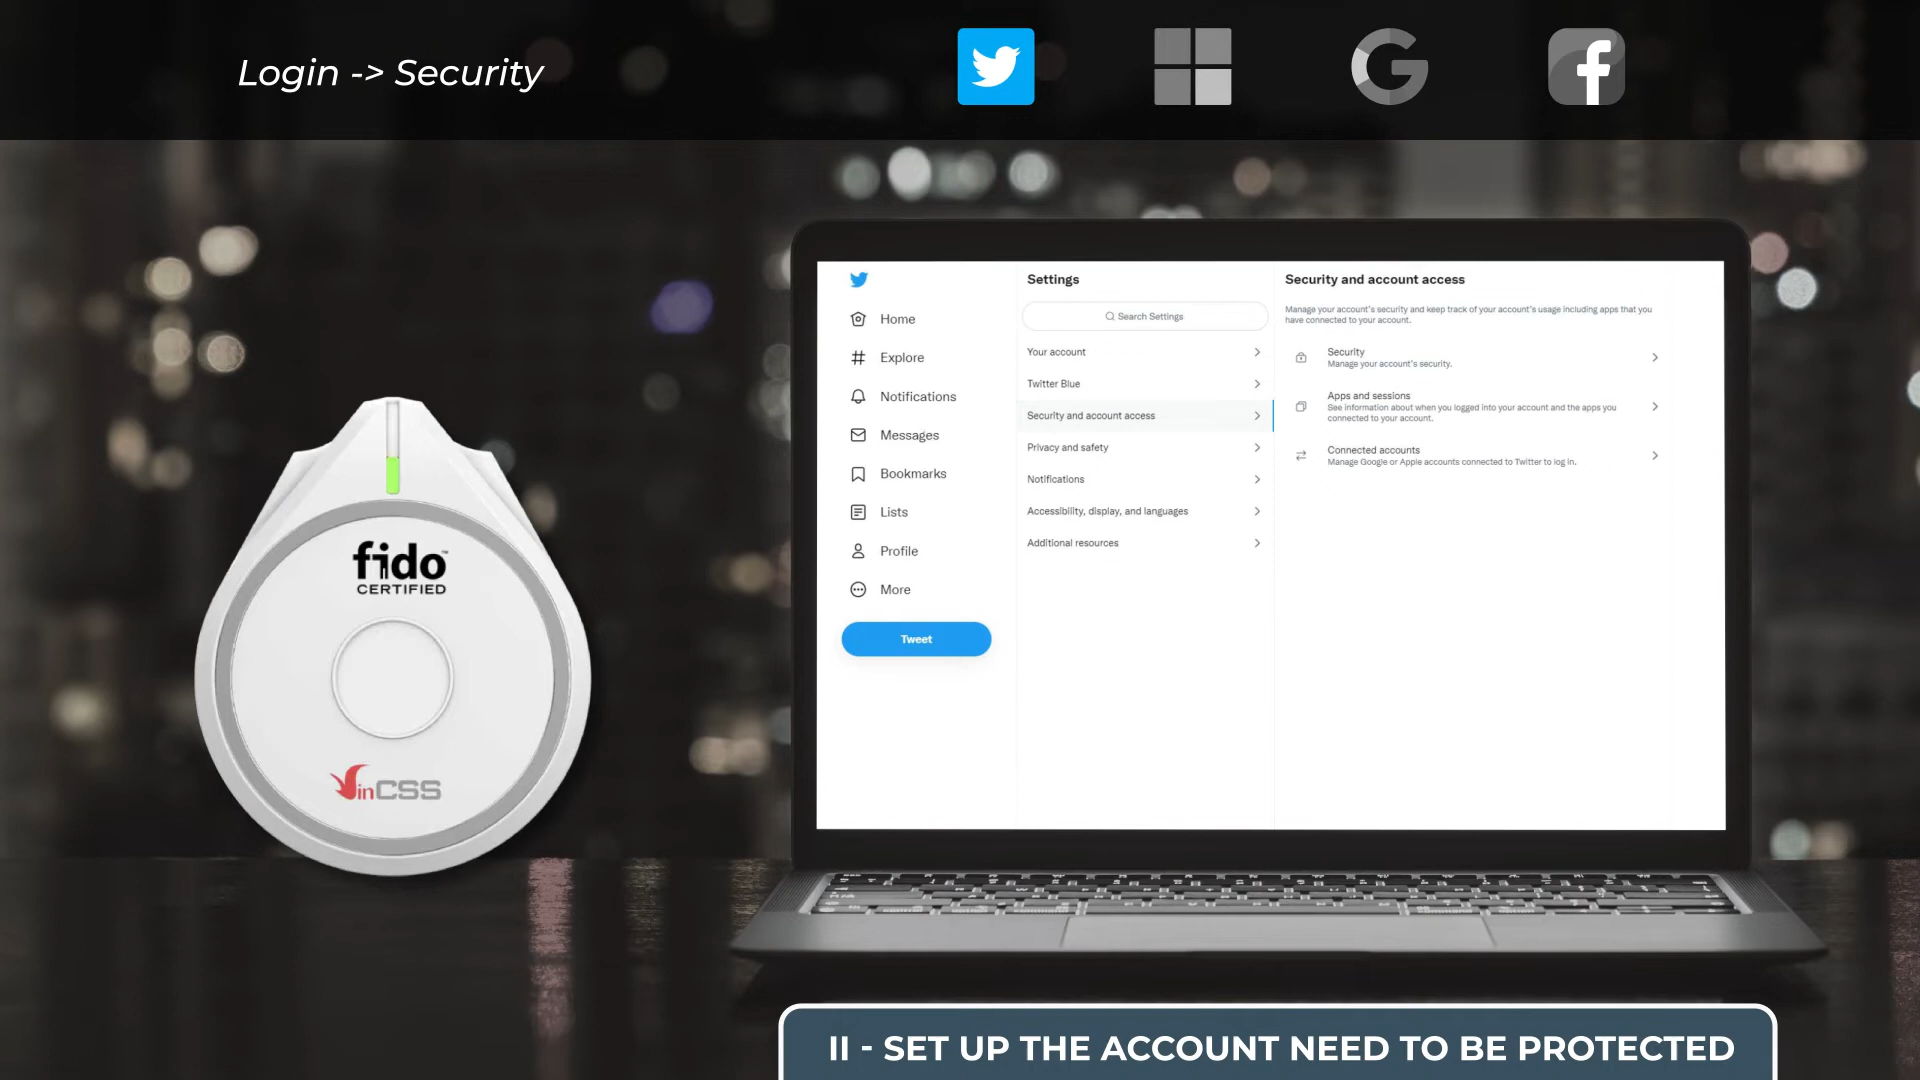 Login -> Security
fido™
CERTIFIED
inCSS
Home
Explore
Notifications
Messages
Bookmarks
Lists
Profile
More
Tweet
Settings
Search Settings
Your account
Twitter Blue
Security and account access
Privacy and safety
Notifications
Accessibility, display, and languages
Additional resources
Security and account access
Manage your account's security and keep track of your account's usage including apps that you
have connected to your account.
Security
Manage your account's security.
Apps and sessions
See information about when you logged into your account and the apps you
connected to your account.
Connected accounts
Manage Google or Apple accounts connected to Twitter to log in.
II - SET UP THE ACCOUNT NEED TO BE PROTECTED